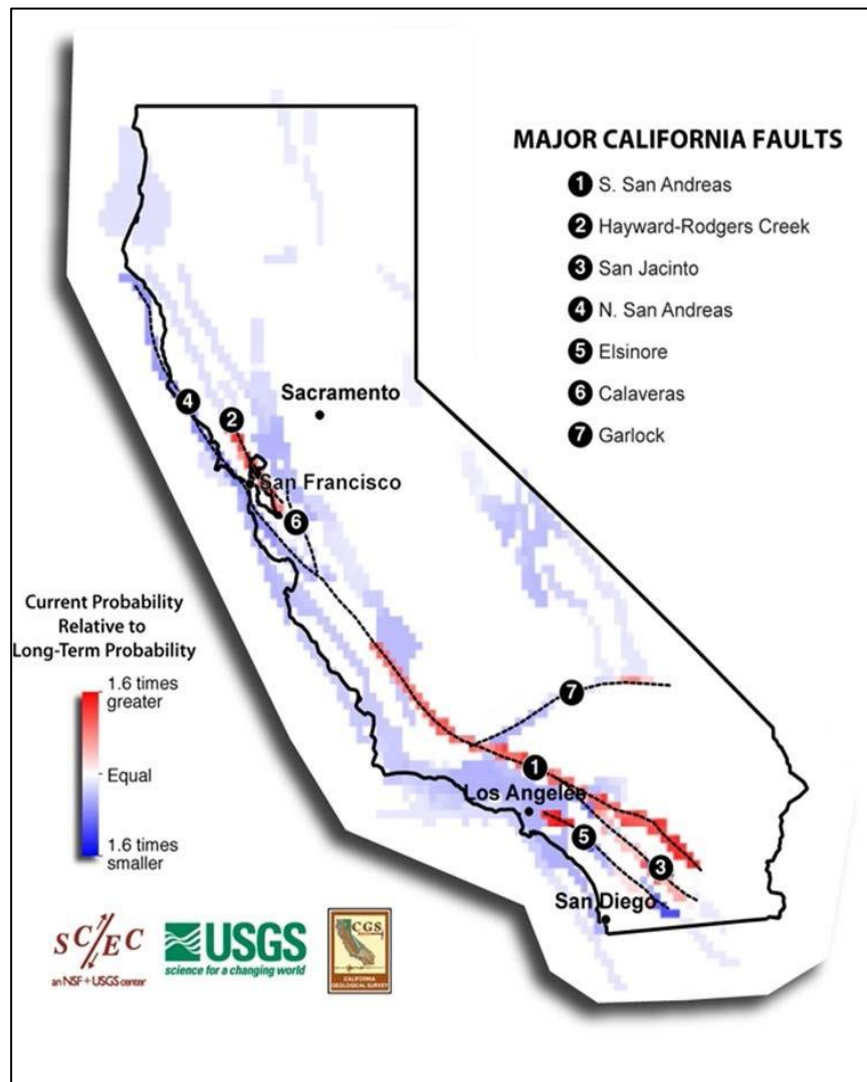 MAJOR CALIFORNIA FAULTS
1 S. San Andreas
2 Hayward-Rodgers Creek
3 San Jacinto
4 N. San Andreas
5 Elsinore
6 Calaveras
7 Garlock
Sacramento
4
2
San Francisco
6
7
1
Los Angeles
5
3
San Diego
Current Probability
Relative to
Long-Term Probability
1.6 times
greater
Equal
1.6 times
smaller
SC/EC
an NSF+USGS center
USGS
science for a changing world
CGS
CALIFORNIA
GEOLOGICAL SURVEY